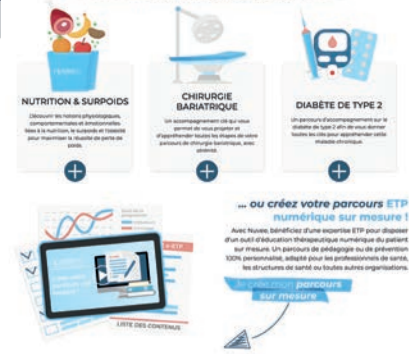 NUTRITION & SURPOIDS
Découvrir les notions physiologiques,
comportementales et émotionnelles
liées à la nutrition, le surpoids et l'obésité
pour maximiser la réussite de perte de
poids.
CHIRURGIE
BARIATRIQUE
Un accompagnement clé qui vous
permet de vous projeter et
d'appréhender toutes les étapes de votre
parcours de chirurgie bariatrique, avec
sérénité.
DIABÈTE DE TYPE 2
Un parcours d'accompagnement sur le
diabète de type 2 afin de vous donner
toutes les clés pour appréhender cette
maladie chronique.
... ou créez votre parcours ETP
numérique sur mesure !
Avec Nuvee, bénéficiez d'une expertise ETP pour disposer
d'un outil d'éducation thérapeutique numérique du patient
sur mesure. Un parcours de pédagogie ou de prévention
100% personnalisé, adapté pour les professionnels de santé,
les structures de santé ou toutes autres organisations.
Je crée mon parcours
sur mesure
LISTE DES CONTENUS